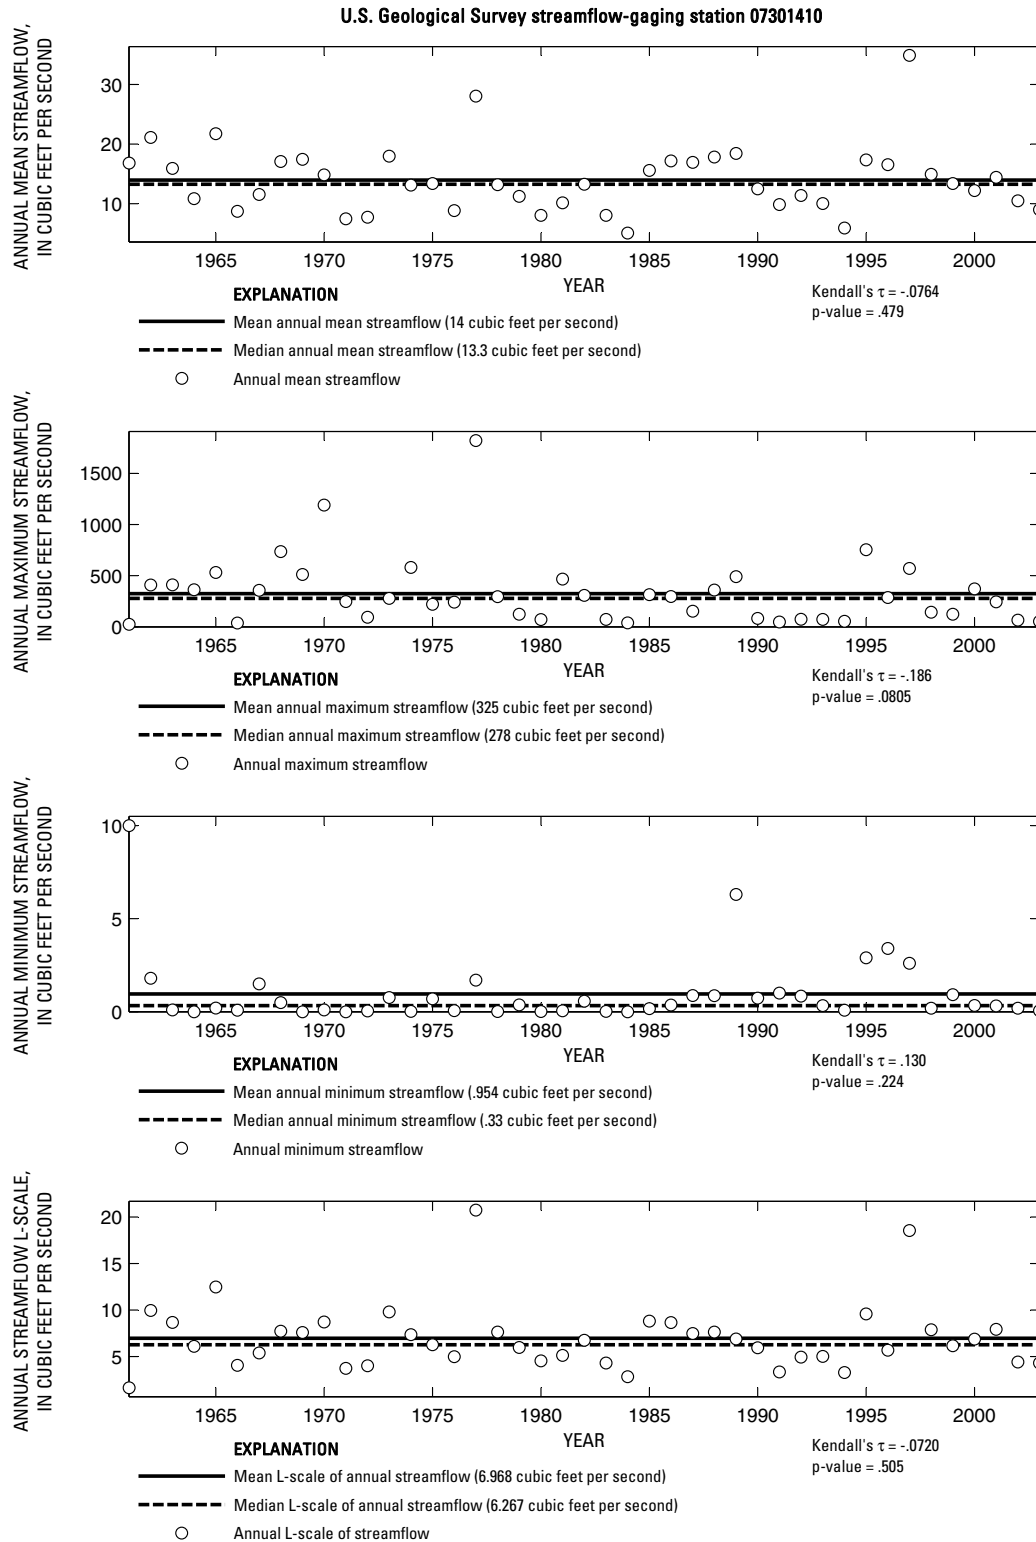 U.S. Geological Survey streamflow-gaging station 07301410
ANNUAL MEAN STREAMFLOW,
IN CUBIC FEET PER SECOND
30
20
10
1965 1970 1975 1980 1985 1990 1995 2000
YEAR
Kendall's τ = -.0764
p-value = .479
EXPLANATION
Mean annual mean streamflow (14 cubic feet per second)
Median annual mean streamflow (13.3 cubic feet per second)
Annual mean streamflow
ANNUAL MAXIMUM STREAMFLOW,
IN CUBIC FEET PER SECOND
1500
1000
500
0
1965 1970 1975 1980 1985 1990 1995 2000
YEAR
Kendall's τ = -.186
p-value = .0805
EXPLANATION
Mean annual maximum streamflow (325 cubic feet per second)
Median annual maximum streamflow (278 cubic feet per second)
Annual maximum streamflow
ANNUAL MINIMUM STREAMFLOW,
IN CUBIC FEET PER SECOND
10
5
0
1965 1970 1975 1980 1985 1990 1995 2000
YEAR
Kendall's τ = .130
p-value = .224
EXPLANATION
Mean annual minimum streamflow (.954 cubic feet per second)
Median annual minimum streamflow (.33 cubic feet per second)
Annual minimum streamflow
ANNUAL STREAMFLOW L-SCALE,
IN CUBIC FEET PER SECOND
20
15
10
5
1965 1970 1975 1980 1985 1990 1995 2000
YEAR
Kendall's τ = -.0720
p-value = .505
EXPLANATION
Mean L-scale of annual streamflow (6.968 cubic feet per second)
Median L-scale of annual streamflow (6.267 cubic feet per second)
Annual L-scale of streamflow